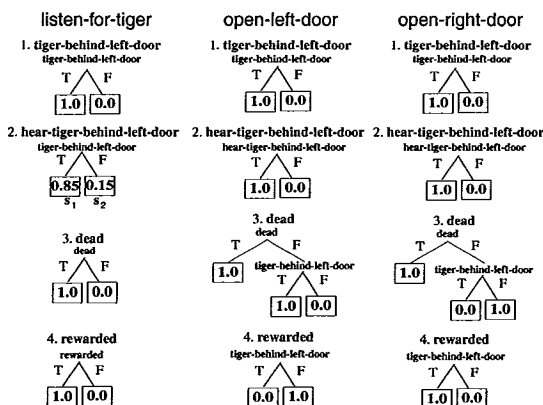 listen-for-tiger open-left-door open-right-door
1. tiger-behind-left-door 1. tiger-behind-left-door 1. tiger-behind-left-door
tiger-behind-left-door tiger-behind-left-door tiger-behind-left-door
T F T F T F
1.0 0.0 1.0 0.0 1.0 0.0
2. hear-tiger-behind-left-door 2. hear-tiger-behind-left-door 2. hear-tiger-behind-left-door
tiger-behind-left-door hear-tiger-behind-left-door hear-tiger-behind-left-door
T F T F T F
0.85 0.15 1.0 0.0 1.0 0.0
s1 s2
3. dead 3. dead 3. dead
dead dead dead
T F T F T F
1.0 0.0 1.0 tiger-behind-left-door 1.0 tiger-behind-left-door
T F T F
1.0 0.0 0.0 1.0
4. rewarded 4. rewarded 4. rewarded
rewarded tiger-behind-left-door tiger-behind-left-door
T F T F T F
1.0 0.0 0.0 1.0 1.0 0.0